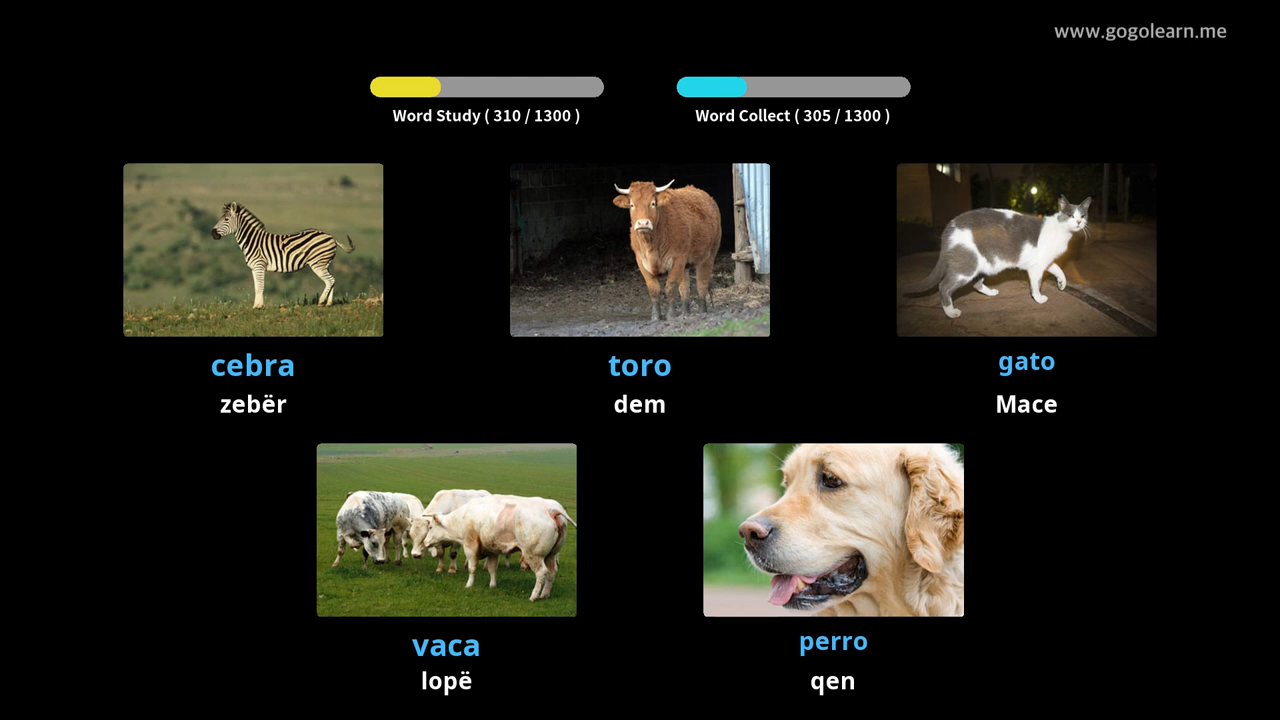 www.gogolearn.me
Word Study ( 310 / 1300 )
Word Collect ( 305 / 1300 )
cebra
zebër
toro
dem
gato
Mace
vaca
lopë
perro
qen